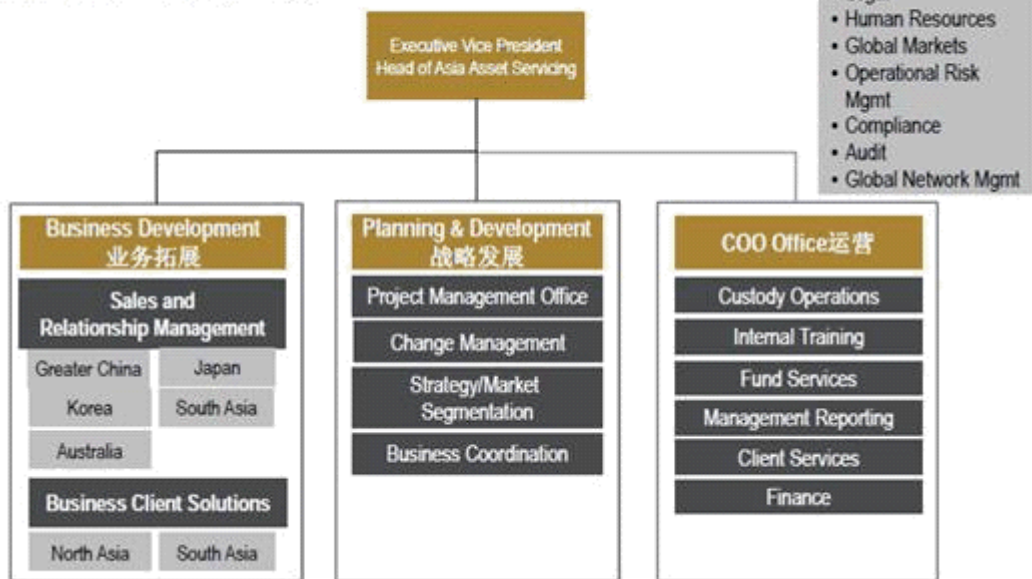 Executive Vice President
Head of Asia Asset Servicing
• Human Resources
• Global Markets
• Operational Risk
Mgmt
• Compliance
• Audit
• Global Network Mgmt
Business Development
业务拓展
Sales and
Relationship Management
Greater China
Japan
Korea
South Asia
Australia
Business Client Solutions
North Asia
South Asia
Planning & Development
战略发展
Project Management Office
Change Management
Strategy/Market
Segmentation
Business Coordination
COO Office运营
Custody Operations
Internal Training
Fund Services
Management Reporting
Client Services
Finance